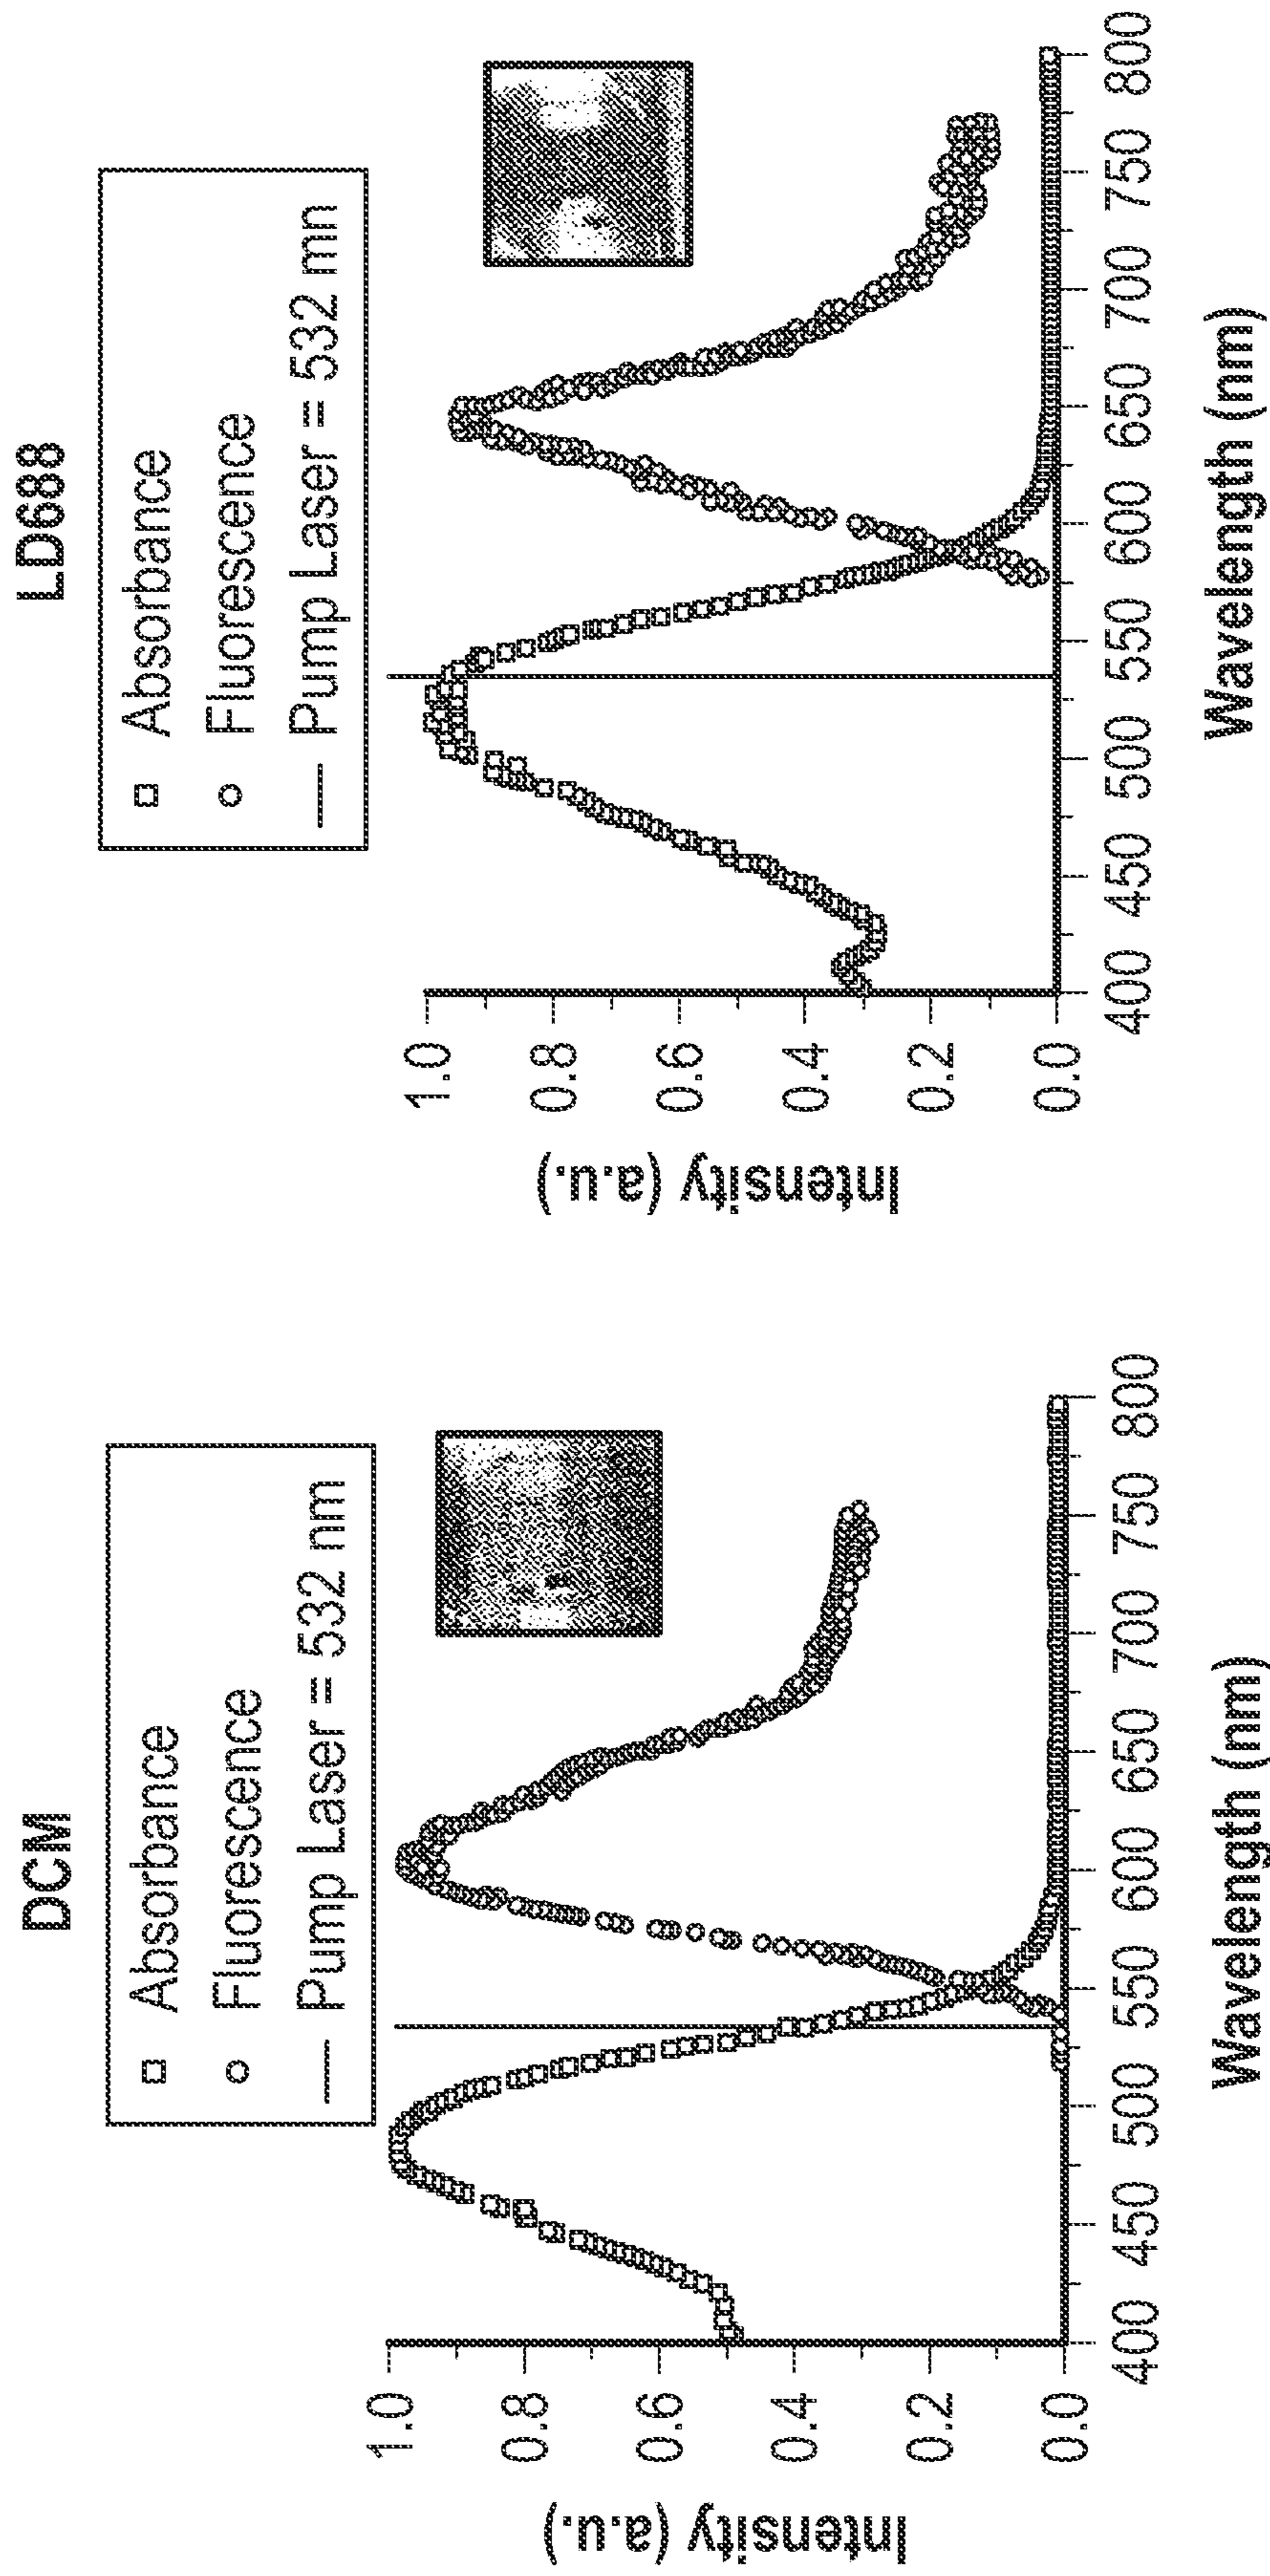 DCM
Absorbance
Fluorescence
Pump Laser = 532 nm
Intensity (a.u.)
1.0
0.8
0.6
0.4
0.2
0.0
400 450 500 550 600 650 700 750 800
Wavelength (nm)
LD688
Absorbance
Fluorescence
Pump Laser = 532 mn
Intensity (a.u.)
1.0
0.8
0.6
0.4
0.2
0.0
400 450 500 550 600 650 700 750 800
Wavelength (nm)